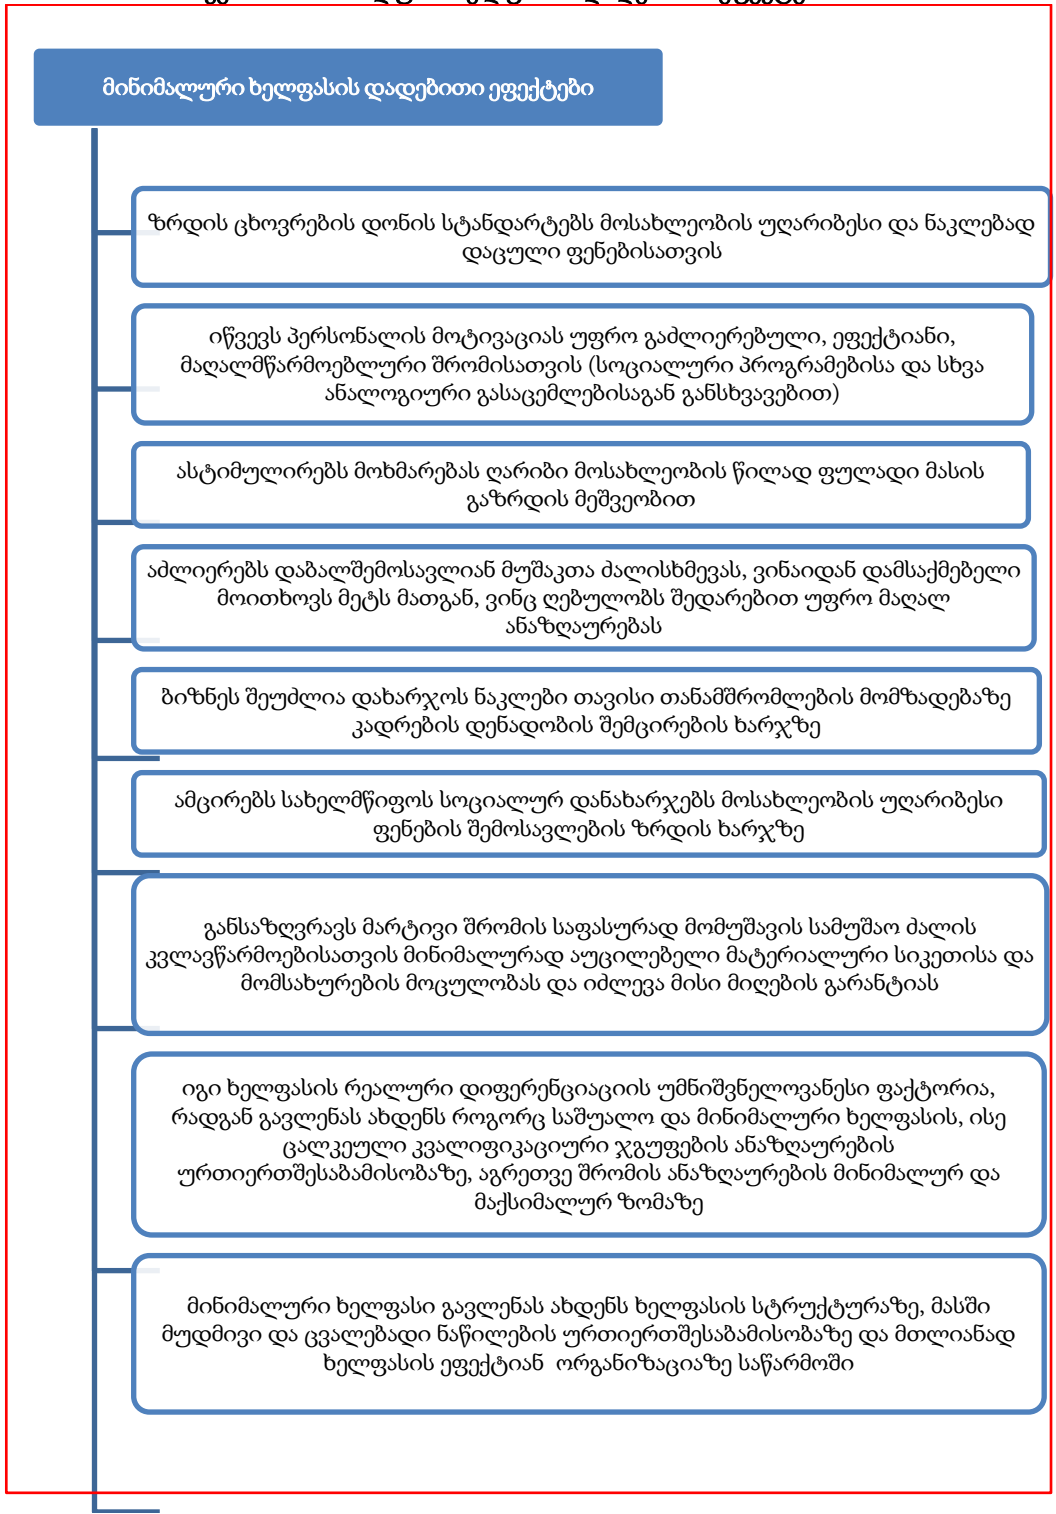 მინიმალური ხელფასის დადებითი ეფექტები
ზრდის ცხოვრების დონის სტანდარტებს მოსახლეობის უღარიბესი და ნაკლებად
დაცული ფენებისათვის
იწვევს პერსონალის მოტივაციას უფრო გაძლიერებული, ეფექტიანი,
მაღალმწარმოებლური შრომისათვის (სოციალური პროგრამებისა და სხვა
ანალოგიური გასაცემლებისაგან განსხვავებით)
ასტიმულირებს მოხმარებას ღარიბი მოსახლეობის წილად ფულადი მასის
გაზრდის მეშვეობით
აძლიერებს დაბალშემოსავლიან მუშაკთა ძალისხმევას, ვინაიდან დამსაქმებელი
მოითხოვს მეტს მათგან, ვინც ღებულობს შედარებით უფრო მაღალ
ანაზღაურებას
ბიზნეს შეუძლია დახარჯოს ნაკლები თავისი თანამშრომლების მომზადებაზე
კადრების დენადობის შემცირების ხარჯზე
ამცირებს სახელმწიფოს სოციალურ დანახარჯებს მოსახლეობის უღარიბესი
ფენების შემოსავლების ზრდის ხარჯზე
განსაზღვრავს მარტივი შრომის საფასურად მომუშავის სამუშაო ძალის
კვლავწარმოებისათვის მინიმალურად აუცილებელი მატერიალური სიკეთისა და
მომსახურების მოცულობას და იძლევა მისი მიღების გარანტიას
იგი ხელფასის რეალური დიფერენციაციის უმნიშვნელოვანესი ფაქტორია,
რადგან გავლენას ახდენს როგორც საშუალო და მინიმალური ხელფასის, ისე
ცალკეული კვალიფიკაციური ჯგუფების ანაზღაურების
ურთიერთშესაბამისობაზე, აგრეთვე შრომის ანაზღაურების მინიმალურ და
მაქსიმალურ ზომაზე
მინიმალური ხელფასი გავლენას ახდენს ხელფასის სტრუქტურაზე, მასში
მუდმივი და ცვალებადი ნაწილების ურთიერთშესაბამისობაზე და მთლიანად
ხელფასის ეფექტიან ორგანიზაციაზე საწარმოში